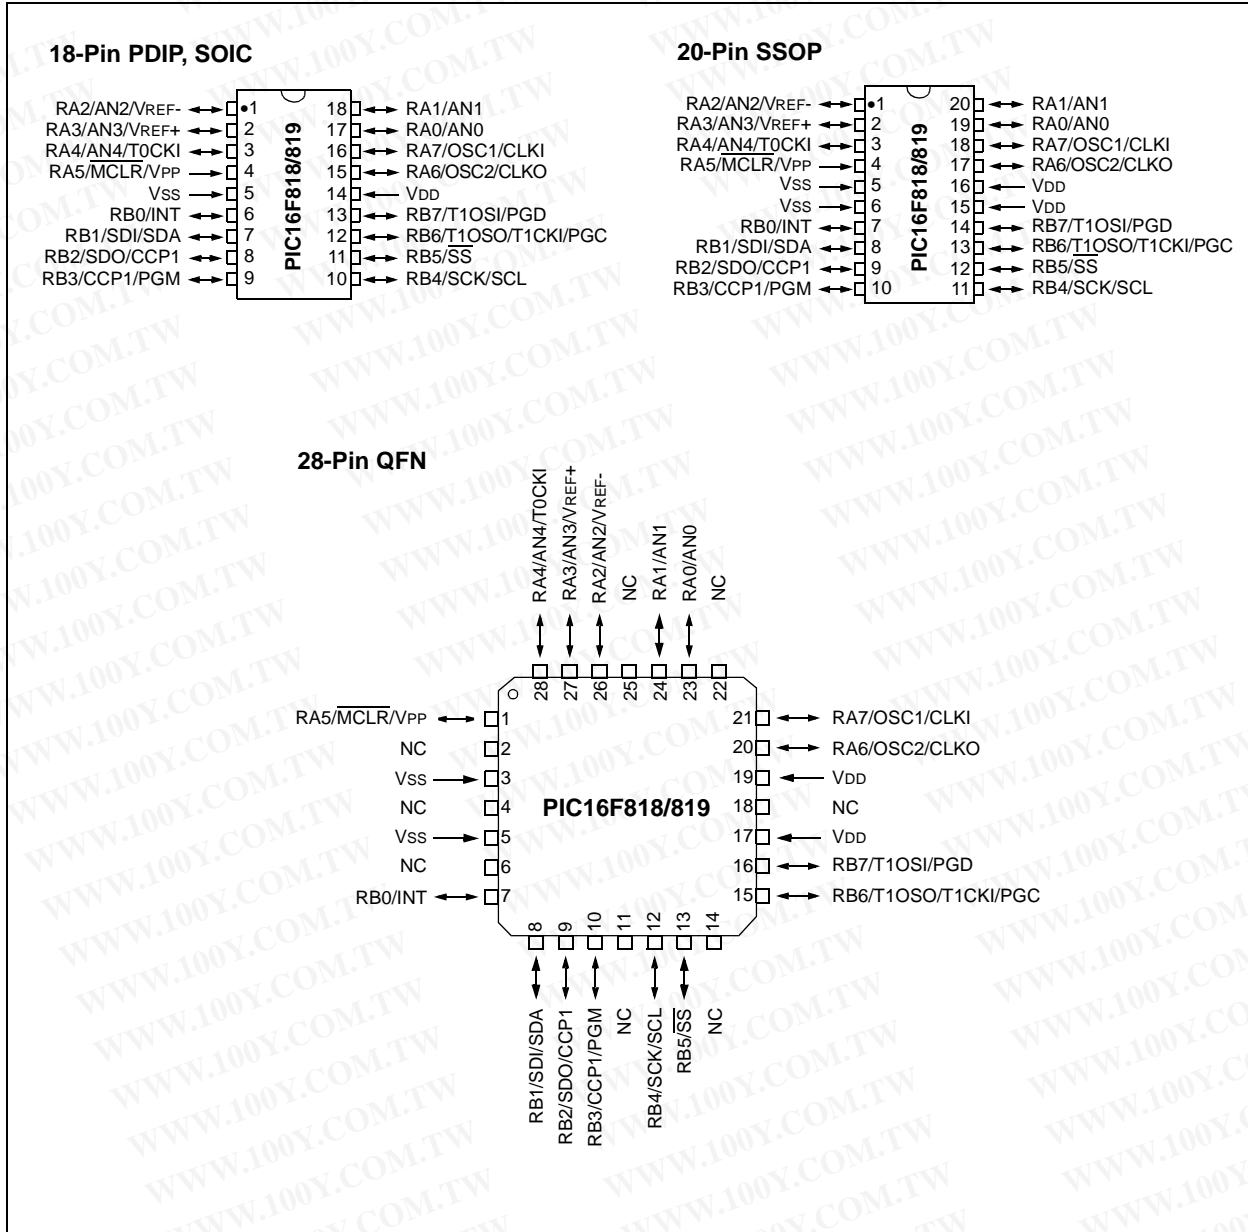 18-Pin PDIP, SOIC
RA2/AN2/VREF- 1 18 RA1/AN1
RA3/AN3/VREF+ 2 17 RA0/AN0
RA4/AN4/T0CKI 3 16 RA7/OSC1/CLKI
RA5/MCLR/VPP 4 15 RA6/OSC2/CLKO
VSS 5 14 VDD
RB0/INT 6 13 RB7/T1OSI/PGD
RB1/SDI/SDA 7 12 RB6/T1OSO/T1CKI/PGC
RB2/SDO/CCP1 8 11 RB5/SS
RB3/CCP1/PGM 9 10 RB4/SCK/SCL
PIC16F818/819
20-Pin SSOP
RA2/AN2/VREF- 1 20 RA1/AN1
RA3/AN3/VREF+ 2 19 RA0/AN0
RA4/AN4/T0CKI 3 18 RA7/OSC1/CLKI
RA5/MCLR/VPP 4 17 RA6/OSC2/CLKO
VSS 5 16 VDD
VSS 6 15 VDD
RB0/INT 7 14 RB7/T1OSI/PGD
RB1/SDI/SDA 8 13 RB6/T1OSO/T1CKI/PGC
RB2/SDO/CCP1 9 12 RB5/SS
RB3/CCP1/PGM 10 11 RB4/SCK/SCL
PIC16F818/819
28-Pin QFN
RA4/AN4/T0CKI
RA3/AN3/VREF+
RA2/AN2/VREF-
NC
RA1/AN1
RA0/AN0
NC
28 27 26 25 24 23 22
RA5/MCLR/VPP 1 21 RA7/OSC1/CLKI
NC 2 20 RA6/OSC2/CLKO
VSS 3 19 VDD
NC 4 PIC16F818/819 18 NC
VSS 5 17 VDD
NC 6 16 RB7/T1OSI/PGD
RB0/INT 7 15 RB6/T1OSO/T1CKI/PGC
8 9 10 11 12 13 14
RB1/SDI/SDA
RB2/SDO/CCP1
RB3/CCP1/PGM
NC
RB4/SCK/SCL
RB5/SS
NC
WWW.100Y.COM.TW